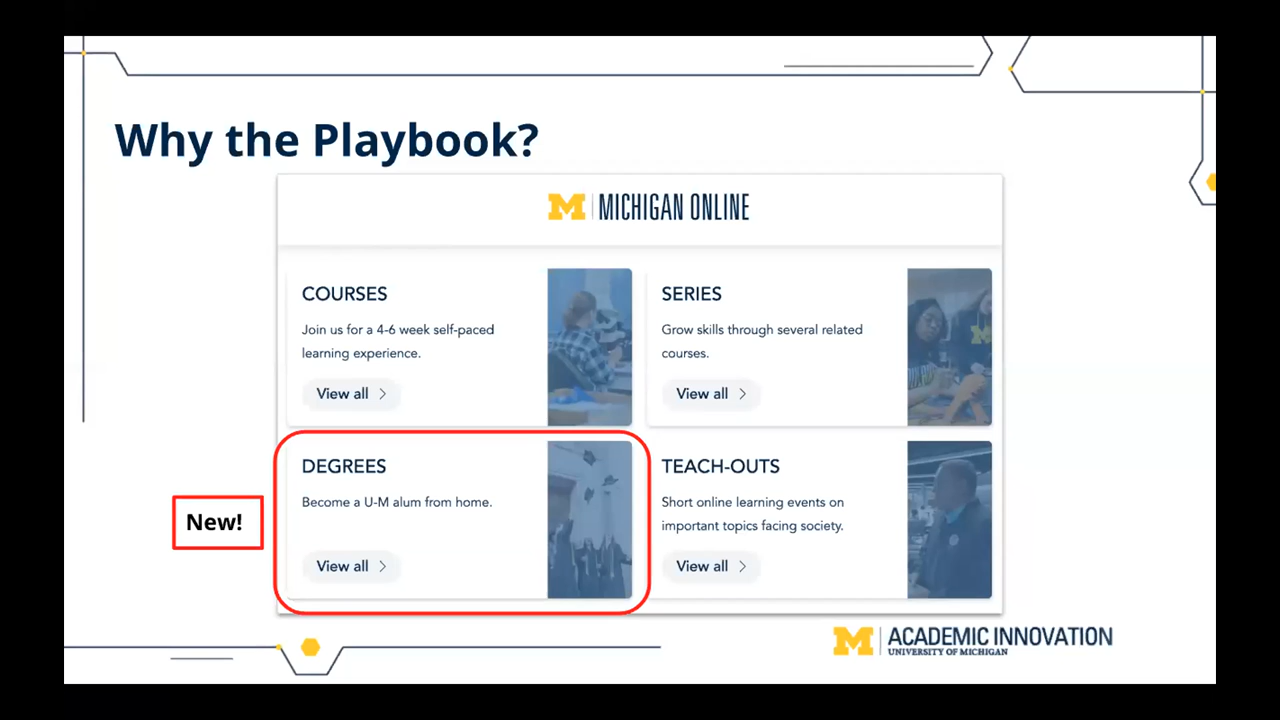 Why the Playbook?
M | MICHIGAN ONLINE
COURSES
Join us for a 4-6 week self-paced
learning experience.
View all >
SERIES
Grow skills through several related
courses.
View all >
New!
DEGREES
Become a U-M alum from home.
View all >
TEACH-OUTS
Short online learning events on
important topics facing society.
View all >
M | ACADEMIC INNOVATION
UNIVERSITY OF MICHIGAN